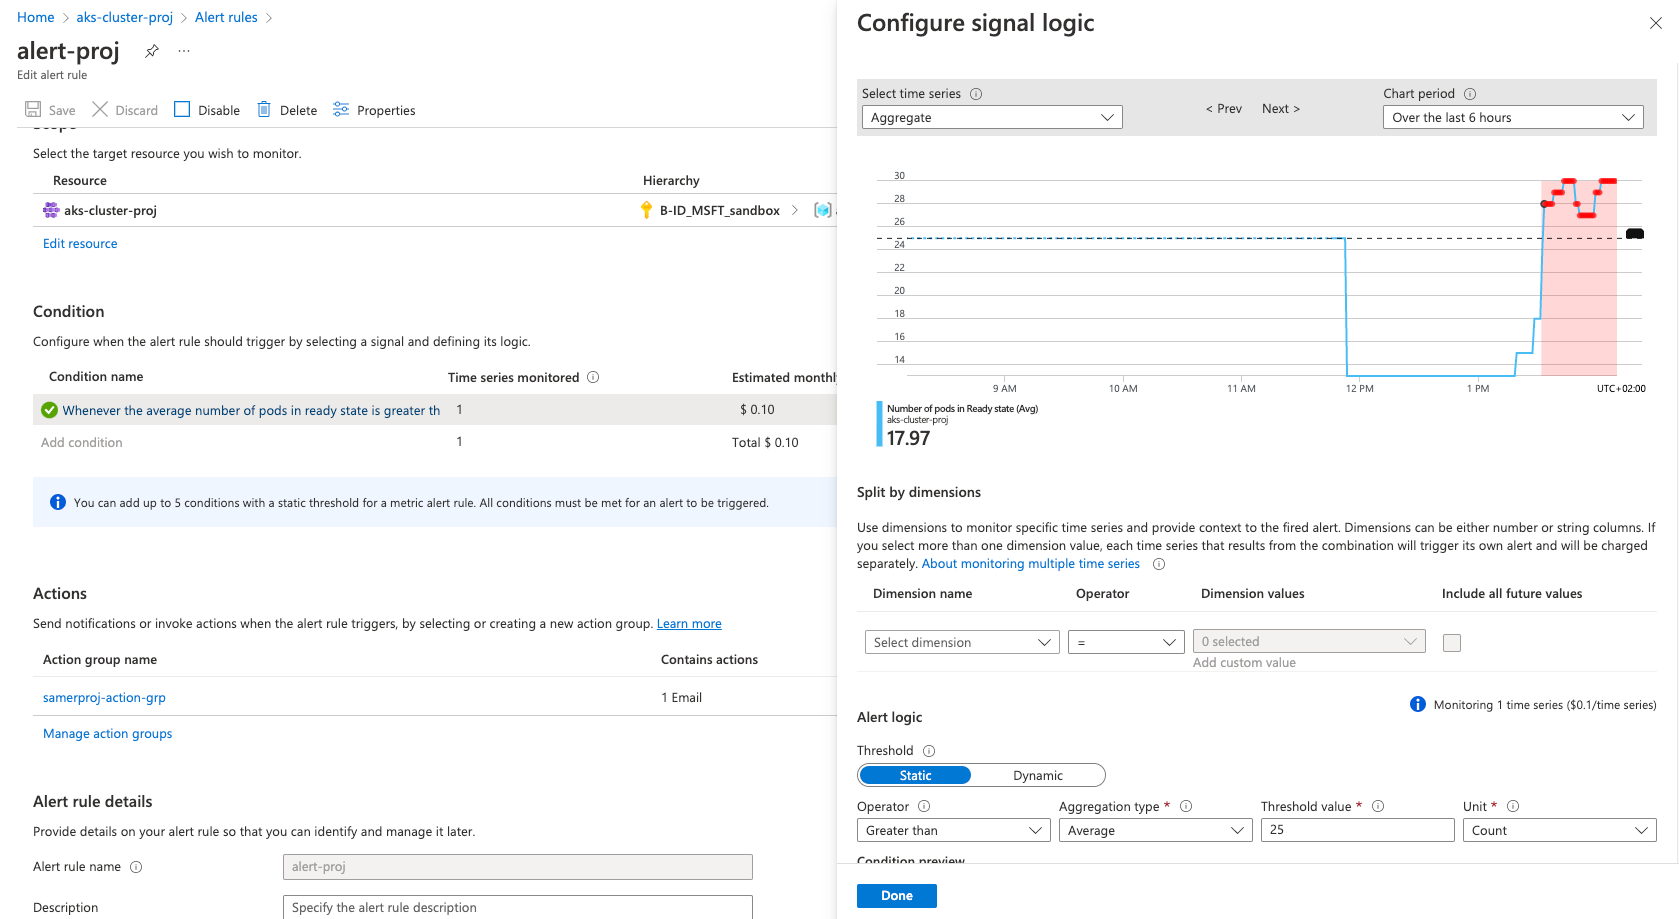 Home > aks-cluster-proj > Alert rules >
alert-proj ...
Edit alert rule
Save Discard Disable Delete Properties
Scope
Select the target resource you wish to monitor.
Resource Hierarchy
aks-cluster-proj B-ID_MSFT_sandbox >
Edit resource
Condition
Configure when the alert rule should trigger by selecting a signal and defining its logic.
Condition name Time series monitored Estimated monthly
Whenever the average number of pods in ready state is greater th 1 $ 0.10
Add condition 1 Total $ 0.10
You can add up to 5 conditions with a static threshold for a metric alert rule. All conditions must be met for an alert to be triggered.
Actions
Send notifications or invoke actions when the alert rule triggers, by selecting or creating a new action group. Learn more
Action group name Contains actions
samerproj-action-grp 1 Email
Manage action groups
Alert rule details
Provide details on your alert rule so that you can identify and manage it later.
Alert rule name alert-proj
Description Specify the alert rule description
Configure signal logic
Select time series Chart period
Aggregate < Prev Next > Over the last 6 hours
30
28
26
24
22
20
18
16
14
9 AM 10 AM 11 AM 12 PM 1 PM UTC+02:00
Number of pods in Ready state (Avg)
aks-cluster-proj
17.97
Split by dimensions
Use dimensions to monitor specific time series and provide context to the fired alert. Dimensions can be either number or string columns. If
you select more than one dimension value, each time series that results from the combination will trigger its own alert and will be charged
separately. About monitoring multiple time series
Dimension name Operator Dimension values Include all future values
Select dimension = 0 selected
Add custom value
Monitoring 1 time series ($0.1/time series)
Alert logic
Threshold
Static Dynamic
Operator Aggregation type * Threshold value * Unit *
Greater than Average 25 Count
Condition preview
Done